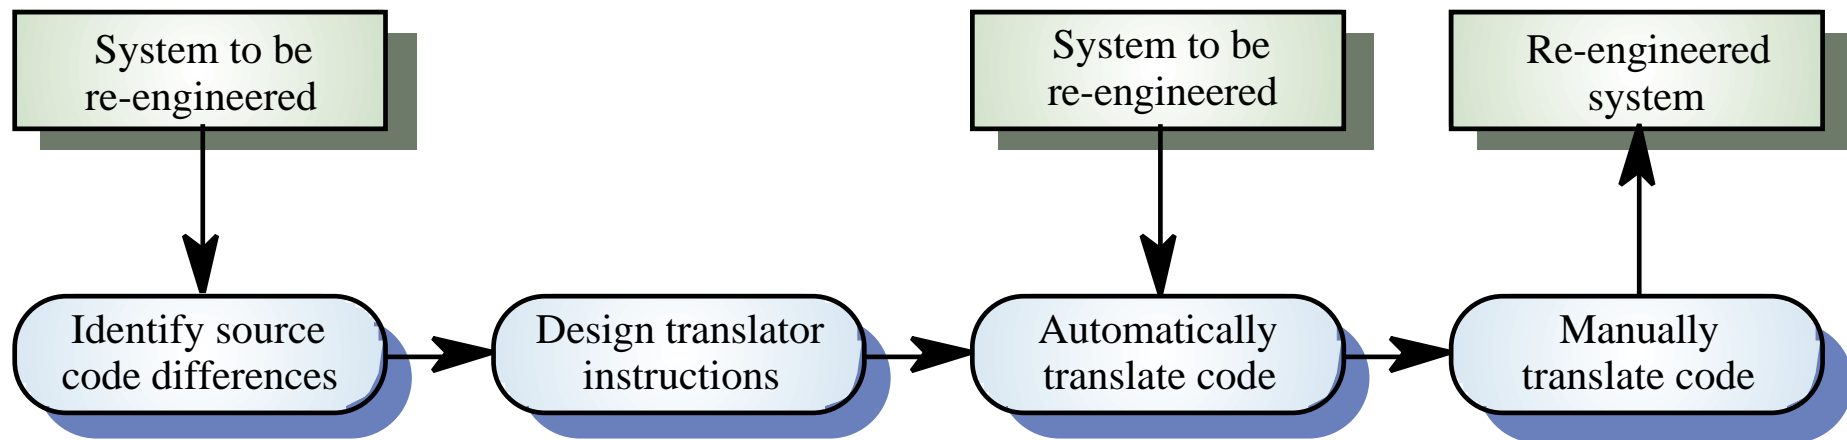 System to be
re-engineered
System to be
re-engineered
Re-engineered
system
Identify source
code differences
Design translator
instructions
Automatically
translate code
Manually
translate code